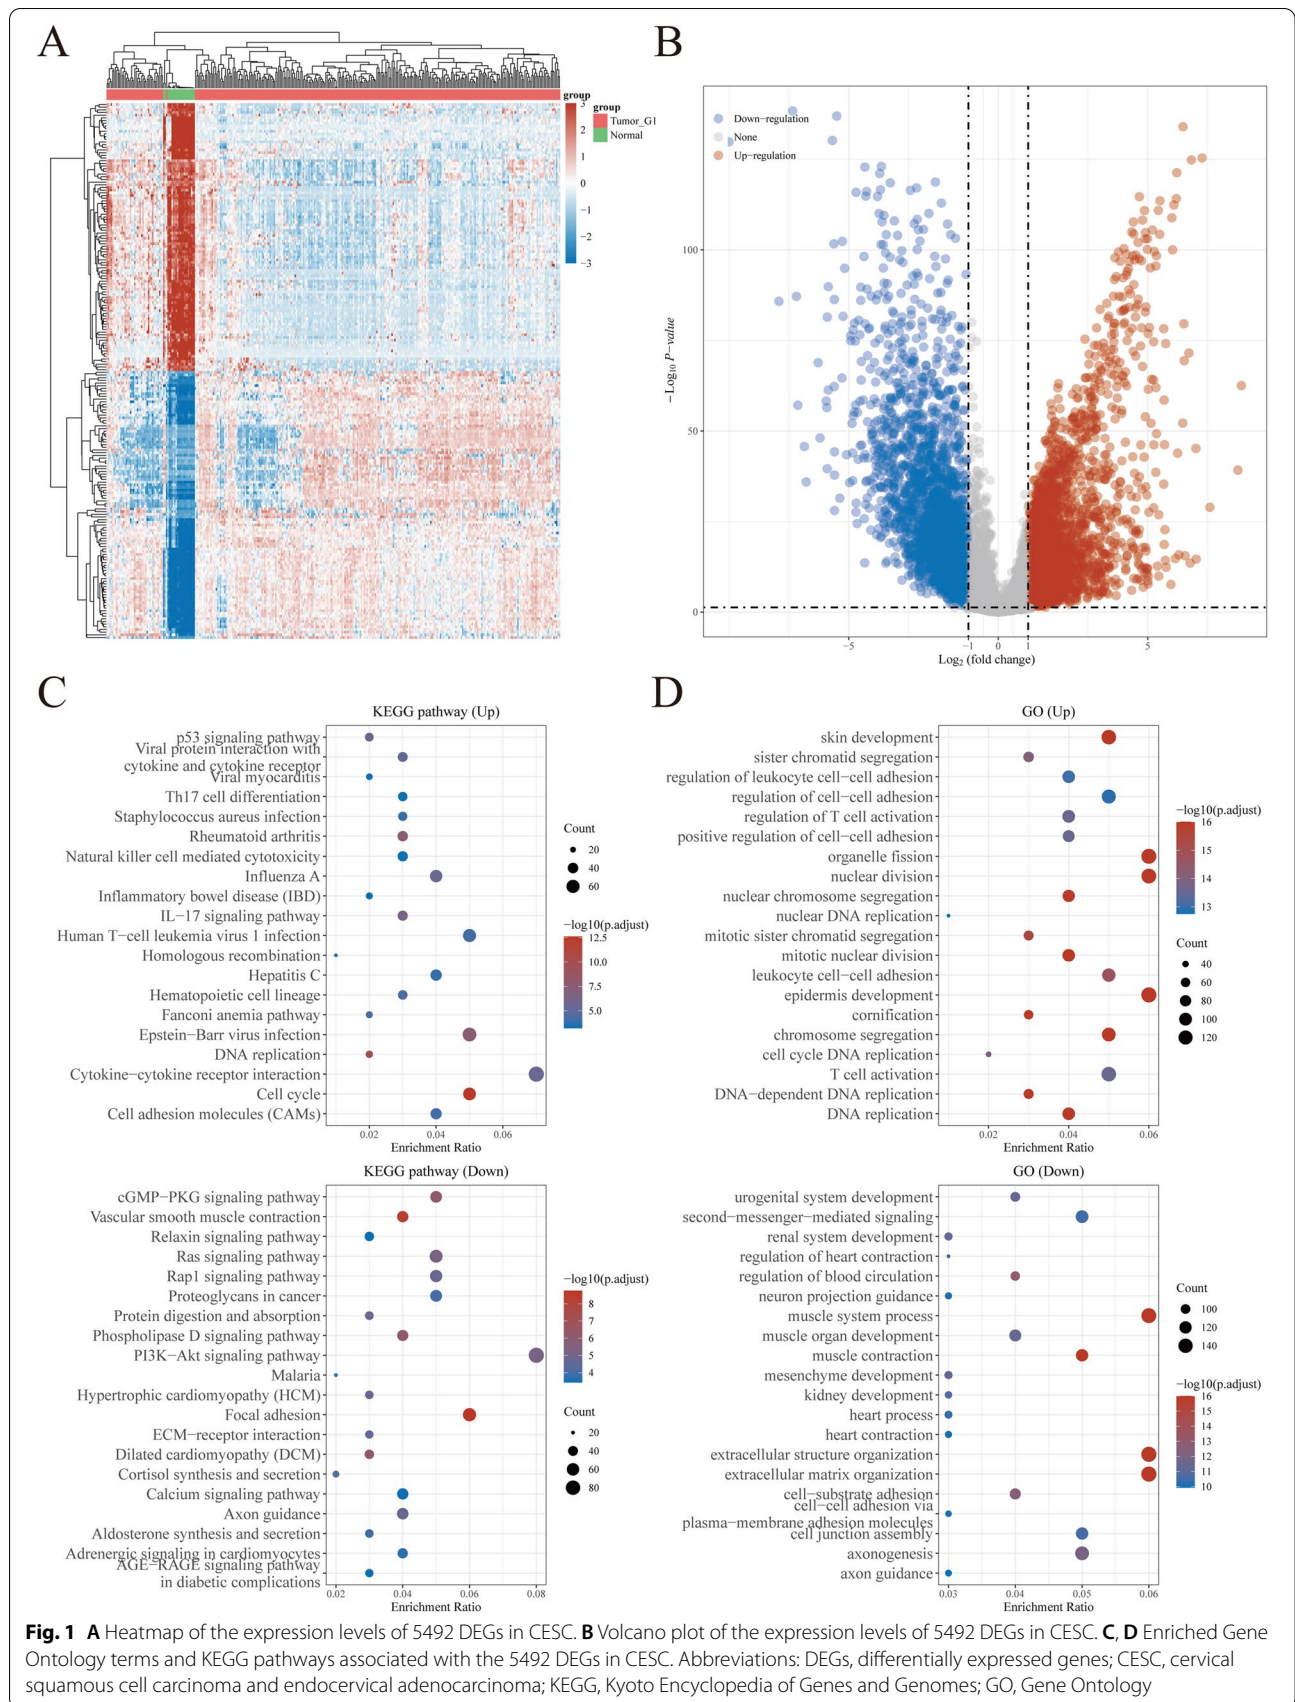 A
group
3
2
1
0
−1
−2
−3
group
Tumor_G1
Normal
B
Down−regulation
None
Up−regulation
100
50
0
−Log10 P−value
−5
−1
0
1
5
Log2 (fold change)
C
KEGG pathway (Up)
p53 signaling pathway
Viral protein interaction with
cytokine and cytokine receptor
Viral myocarditis
Th17 cell differentiation
Staphylococcus aureus infection
Rheumatoid arthritis
Natural killer cell mediated cytotoxicity
Influenza A
Inflammatory bowel disease (IBD)
IL−17 signaling pathway
Human T−cell leukemia virus 1 infection
Homologous recombination
Hepatitis C
Hematopoietic cell lineage
Fanconi anemia pathway
Epstein−Barr virus infection
DNA replication
Cytokine−cytokine receptor interaction
Cell cycle
Cell adhesion molecules (CAMs)
0.02
0.04
0.06
Enrichment Ratio
Count
20
40
60
−log10(p.adjust)
12.5
10.0
7.5
5.0
KEGG pathway (Down)
cGMP−PKG signaling pathway
Vascular smooth muscle contraction
Relaxin signaling pathway
Ras signaling pathway
Rap1 signaling pathway
Proteoglycans in cancer
Protein digestion and absorption
Phospholipase D signaling pathway
PI3K−Akt signaling pathway
Malaria
Hypertrophic cardiomyopathy (HCM)
Focal adhesion
ECM−receptor interaction
Dilated cardiomyopathy (DCM)
Cortisol synthesis and secretion
Calcium signaling pathway
Axon guidance
Aldosterone synthesis and secretion
Adrenergic signaling in cardiomyocytes
AGE−RAGE signaling pathway
in diabetic complications
0.02
0.04
0.06
0.08
Enrichment Ratio
−log10(p.adjust)
8
6
4
Count
20
40
60
80
D
GO (Up)
skin development
sister chromatid segregation
regulation of leukocyte cell−cell adhesion
regulation of cell−cell adhesion
regulation of T cell activation
positive regulation of cell−cell adhesion
organelle fission
nuclear division
nuclear chromosome segregation
nuclear DNA replication
mitotic sister chromatid segregation
mitotic nuclear division
leukocyte cell−cell adhesion
epidermis development
cornification
chromosome segregation
cell cycle DNA replication
T cell activation
DNA−dependent DNA replication
DNA replication
0.02
0.04
0.06
Enrichment Ratio
−log10(p.adjust)
16
15
14
13
Count
40
60
80
100
120
GO (Down)
urogenital system development
second−messenger−mediated signaling
renal system development
regulation of heart contraction
regulation of blood circulation
neuron projection guidance
muscle system process
muscle organ development
muscle contraction
mesenchyme development
kidney development
heart process
heart contraction
extracellular structure organization
extracellular matrix organization
cell−substrate adhesion
cell−cell adhesion via
plasma−membrane adhesion molecules
cell junction assembly
axonogenesis
axon guidance
0.03
0.04
0.05
0.06
Enrichment Ratio
Count
100
120
140
−log10(p.adjust)
16
15
14
13
12
11
10
Fig. 1 A Heatmap of the expression levels of 5492 DEGs in CESC. B Volcano plot of the expression levels of 5492 DEGs in CESC. C, D Enriched Gene
Ontology terms and KEGG pathways associated with the 5492 DEGs in CESC. Abbreviations: DEGs, differentially expressed genes; CESC, cervical
squamous cell carcinoma and endocervical adenocarcinoma; KEGG, Kyoto Encyclopedia of Genes and Genomes; GO, Gene Ontology